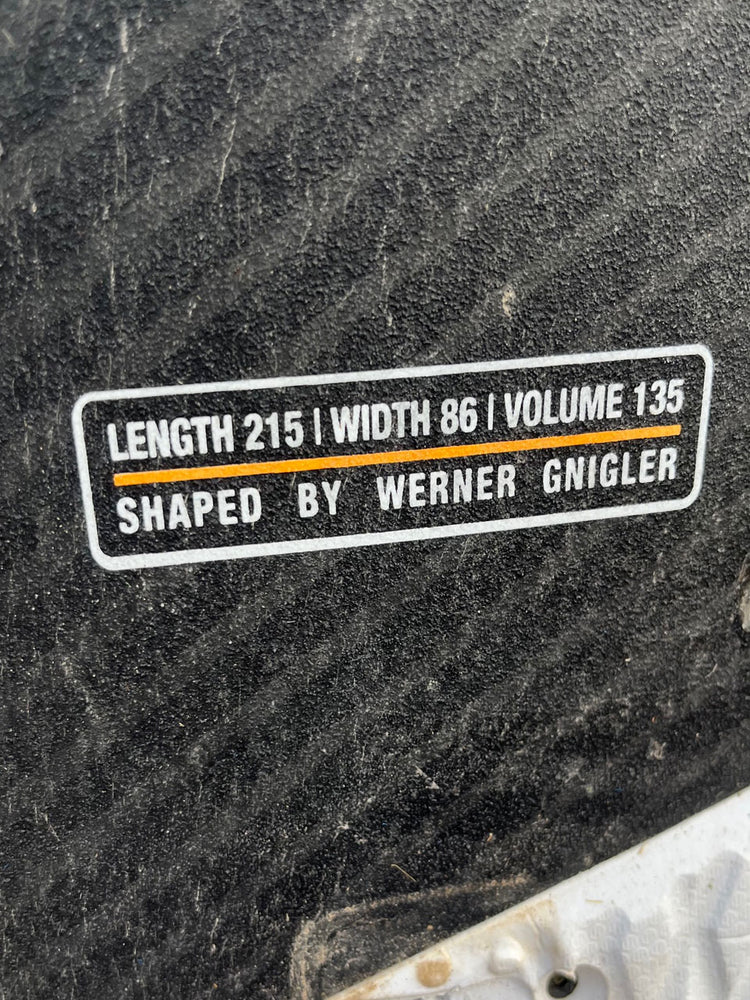 LENGTH 215 | WIDTH 86 | VOLUME 135
SHAPED BY WERNER GNIGLER